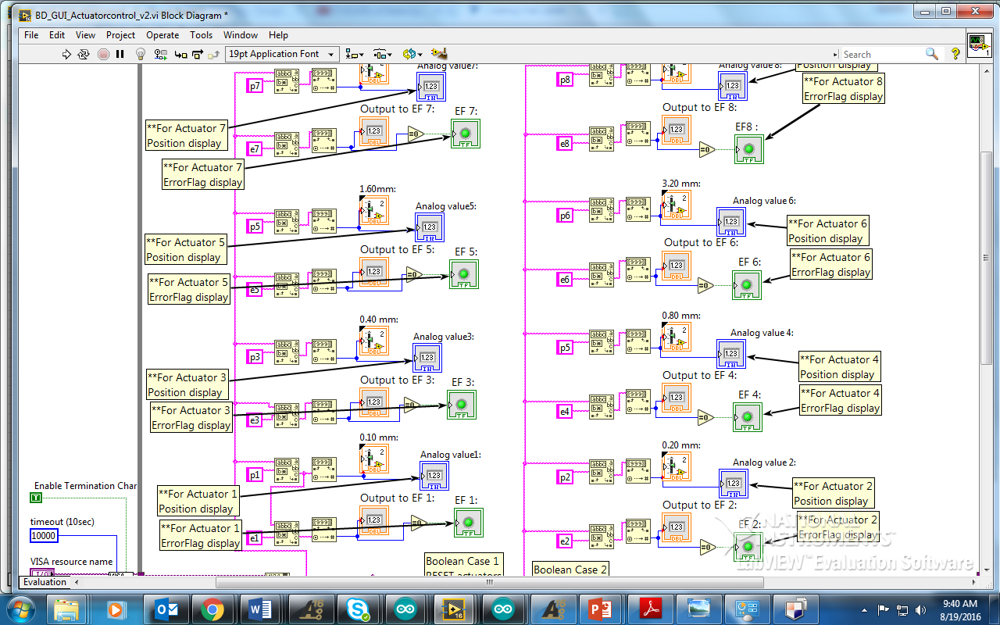 BD_GUI_Actuatorcontrol_v2.vi Block Diagram *
File Edit View Project Operate Tools Window Help
19pt Application Font
Search
Analog value7:
p7
Output to EF 7:
EF 7:
**For Actuator 7
Position display
e7
**For Actuator 7
ErrorFlag display
1.60mm:
Analog value5:
p5
**For Actuator 5
Position display
Output to EF 5:
EF 5:
**For Actuator 5
ErrorFlag display
e5
0.40 mm:
Analog value3:
p3
**For Actuator 3
Position display
Output to EF 3:
EF 3:
**For Actuator 3
ErrorFlag display
e3
0.10 mm:
Analog value1:
p1
**For Actuator 1
Position display
Output to EF 1:
EF 1:
**For Actuator 1
ErrorFlag display
e1
Enable Termination Char
T
timeout (10sec)
10000
VISA resource name
I/O
VISA
Boolean Case 1
RESET actuators
Analog value 8:
Position display
p8
**For Actuator 8
ErrorFlag display
Output to EF 8:
EF8 :
e8
3.20 mm:
Analog value 6:
p6
**For Actuator 6
Position display
Output to EF 6:
EF 6:
**For Actuator 6
ErrorFlag display
e6
0.80 mm:
Analog value 4:
p5
**For Actuator 4
Position display
Output to EF 4:
EF 4:
**For Actuator 4
ErrorFlag display
e4
0.20 mm:
Analog value 2:
p2
**For Actuator 2
Position display
Output to EF 2:
EF 2:
**For Actuator 2
ErrorFlag display
e2
Boolean Case 2
NATIONAL
INSTRUMENTS™
LabVIEW™ Evaluation Software
Evaluation
9:40 AM
8/19/2016